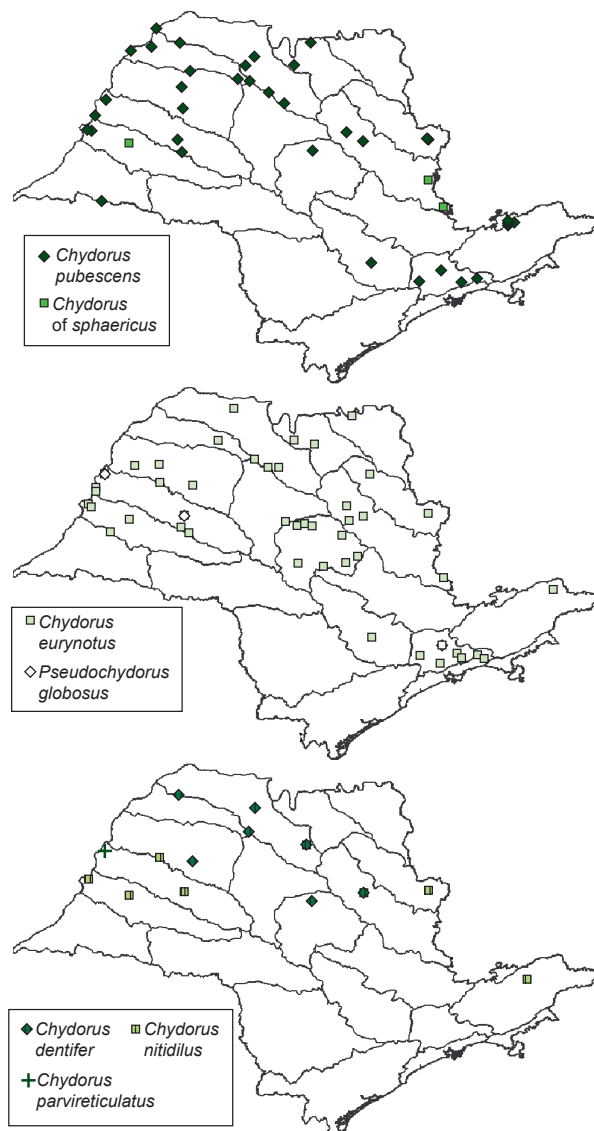 Chydorus
pubescens
Chydorus
of sphaericus
Chydorus
eurynotus
Pseudochydorus
globosus
Chydorus
dentifer
Chydorus
nitidilus
Chydorus
parvireticulatus